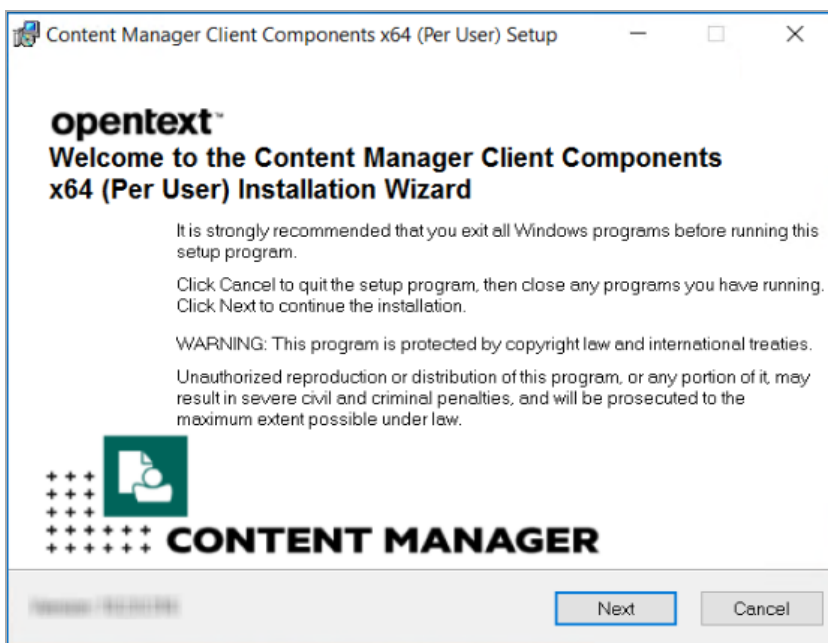 Content Manager Client Components x64 (Per User) Setup
opentext™
Welcome to the Content Manager Client Components
x64 (Per User) Installation Wizard
It is strongly recommended that you exit all Windows programs before running this
setup program.
Click Cancel to quit the setup program, then close any programs you have running.
Click Next to continue the installation.
WARNING: This program is protected by copyright law and international treaties.
Unauthorized reproduction or distribution of this program, or any portion of it, may
result in severe civil and criminal penalties, and will be prosecuted to the
maximum extent possible under law.
CONTENT MANAGER
Next
Cancel